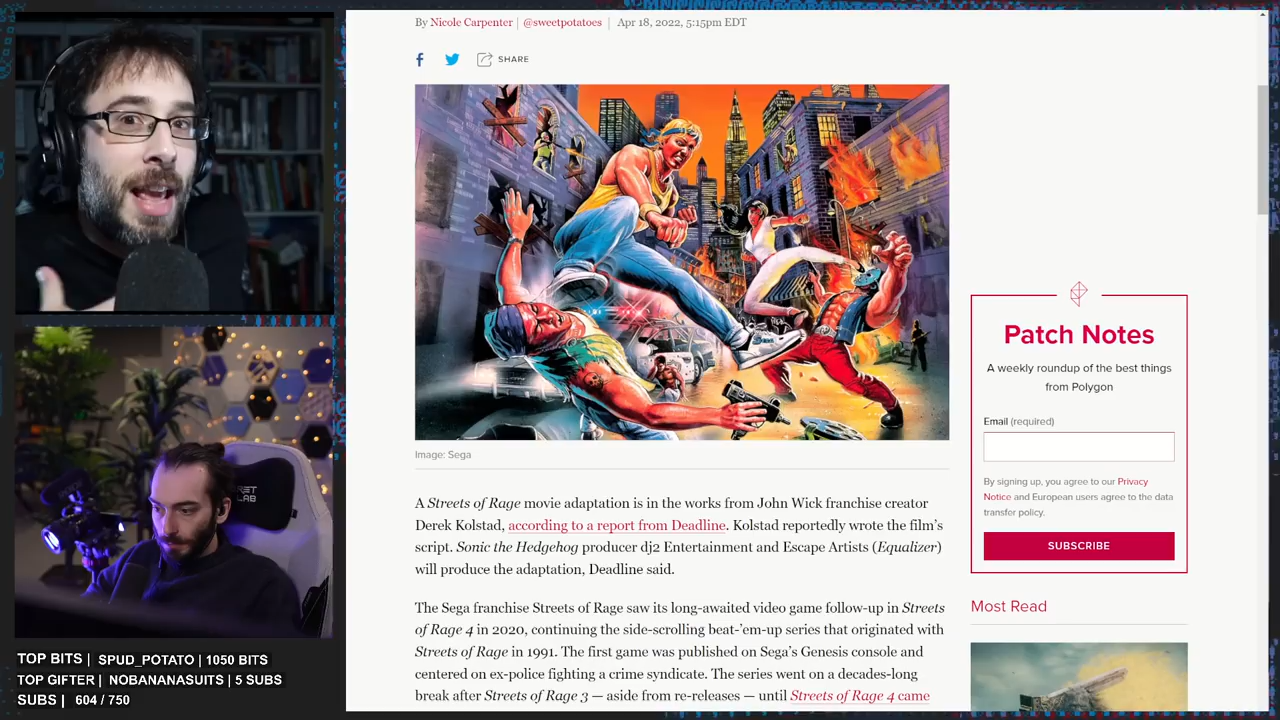 By Nicole Carpenter | @sweetpotatoes | Apr 18, 2022, 5:15pm EDT
SHARE
Image: Sega
A Streets of Rage movie adaptation is in the works from John Wick franchise creator
Derek Kolstad, according to a report from Deadline. Kolstad reportedly wrote the film's
script. Sonic the Hedgehog producer dj2 Entertainment and Escape Artists (Equalizer)
will produce the adaptation, Deadline said.
The Sega franchise Streets of Rage saw its long-awaited video game follow-up in Streets
of Rage 4 in 2020, continuing the side-scrolling beat-'em-up series that originated with
Streets of Rage in 1991. The first game was published on Sega's Genesis console and
centered on ex-police fighting a crime syndicate. The series went on a decades-long
break after Streets of Rage 3 — aside from re-releases — until Streets of Rage 4 came
Patch Notes
A weekly roundup of the best things
from Polygon
Email (required)
By signing up, you agree to our Privacy
Notice and European users agree to the data
transfer policy.
SUBSCRIBE
Most Read
TOP BITS | SPUD_POTATO | 1050 BITS
TOP GIFTER | NOBANANASUITS | 5 SUBS
SUBS | 604 / 750